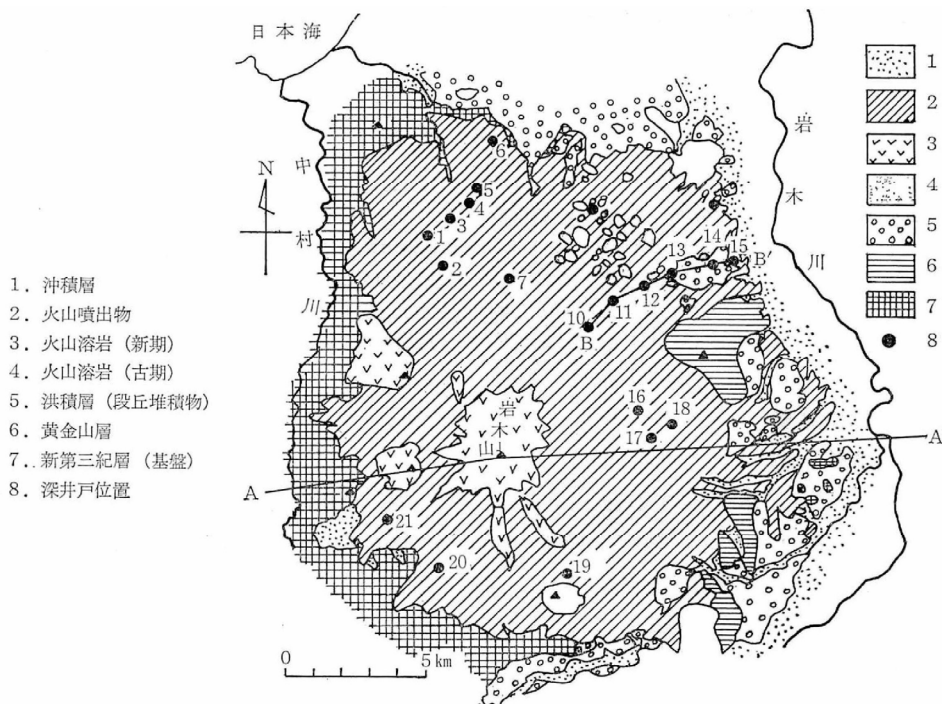 日本海
N
中村川
岩木川
岩木山
1. 沖積層
2. 火山噴出物
3. 火山溶岩(新期)
4. 火山溶岩(古期)
5. 洪積層(段丘堆積物)
6. 黄金山層
7. 新第三紀層(基盤)
8. 深井戸位置
1
2
3
4
5
6
7
8
6
5
4
3
1
2
7
14
15
B′
13
12
11
10
B
16
18
17
A
A
21
20
19
0
5 km